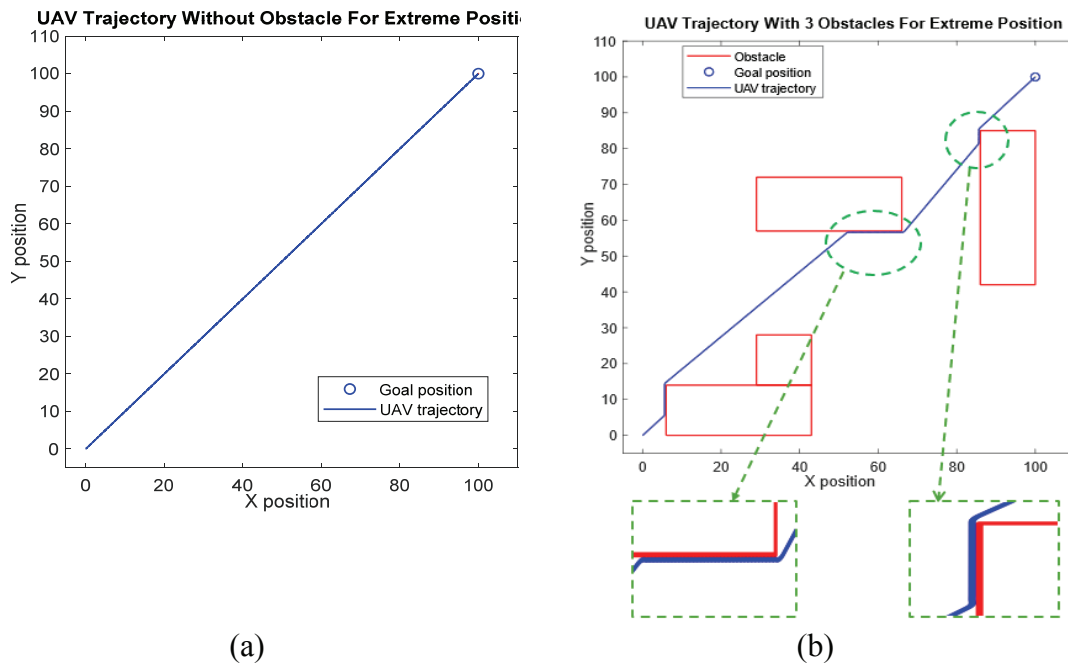 UAV Trajectory Without Obstacle For Extreme Positi
110
100
90
80
70
60
50
40
30
20
10
0
Y position
0 20 40 60 80 100
X position
Goal position
UAV trajectory
(a)
UAV Trajectory With 3 Obstacles For Extreme Position
110
100
90
80
70
60
50
40
30
20
10
0
Y position
Obstacle
Goal position
UAV trajectory
0 20 40 60 80 100
X position
(b)